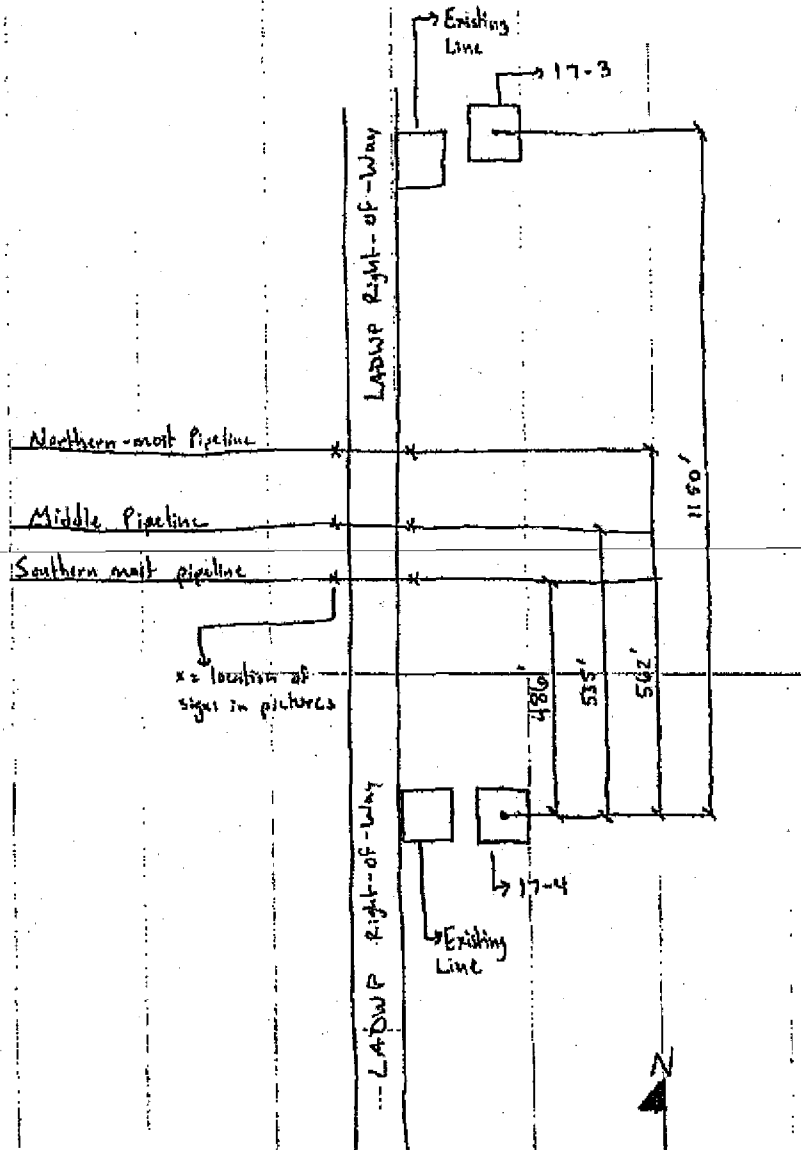 Existing
Line
17-3
LADWP Right-of-Way
Northern-most Pipeline
1150'
Middle Pipeline
Southern most pipeline
x = location of
signs in pictures
486'
535'
562'
LADWP Right-of-Way
17-4
Existing
Line
N